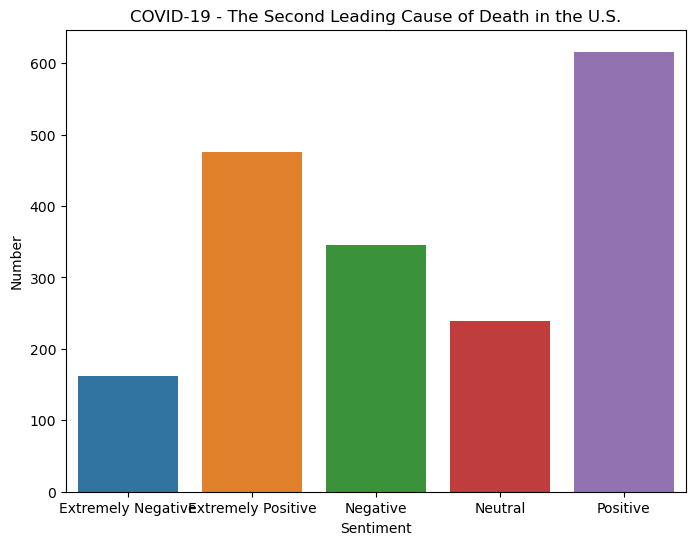 COVID-19 - The Second Leading Cause of Death in the U.S.
600
500
400
300
200
100
0
Number
Extremely Negative Extremely Positive Negative Neutral Positive
Sentiment